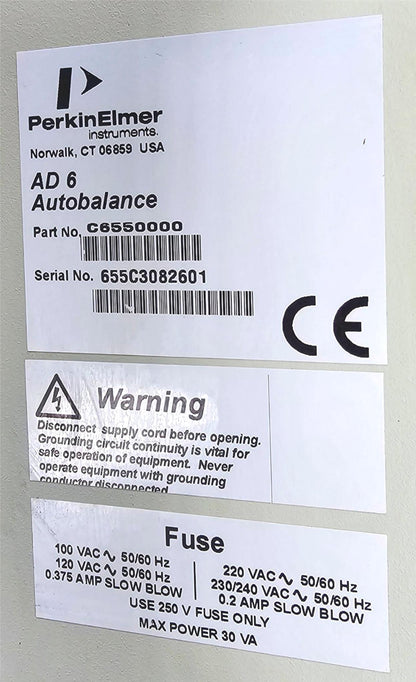 PerkinElmer
instruments.
Norwalk, CT 06859 USA
AD 6
Autobalance
Part No. C6550000
Serial No. 655C3082601
CE
Warning
Disconnect supply cord before opening.
Grounding circuit continuity is vital for
safe operation of equipment. Never
operate equipment with grounding
conductor disconnected
Fuse
100 VAC ∿ 50/60 Hz
120 VAC ∿ 50/60 Hz
0.375 AMP SLOW BLOW
220 VAC ∿ 50/60 Hz
230/240 VAC ∿ 50/60 Hz
0.2 AMP SLOW BLOW
USE 250 V FUSE ONLY
MAX POWER 30 VA